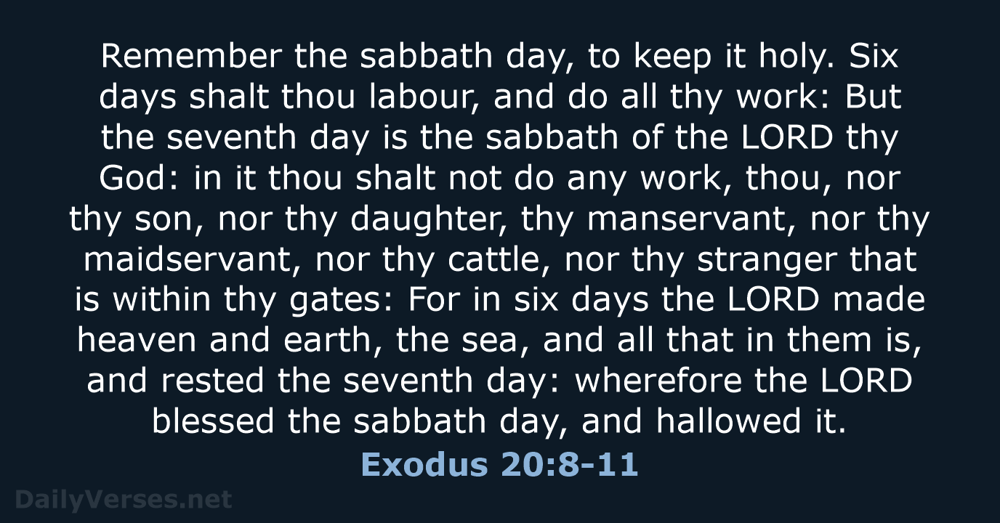 Remember the sabbath day, to keep it holy. Six
days shalt thou labour, and do all thy work: But
the seventh day is the sabbath of the LORD thy
God: in it thou shalt not do any work, thou, nor
thy son, nor thy daughter, thy manservant, nor thy
maidservant, nor thy cattle, nor thy stranger that
is within thy gates: For in six days the LORD made
heaven and earth, the sea, and all that in them is,
and rested the seventh day: wherefore the LORD
blessed the sabbath day, and hallowed it.
Exodus 20:8-11
DailyVerses.net